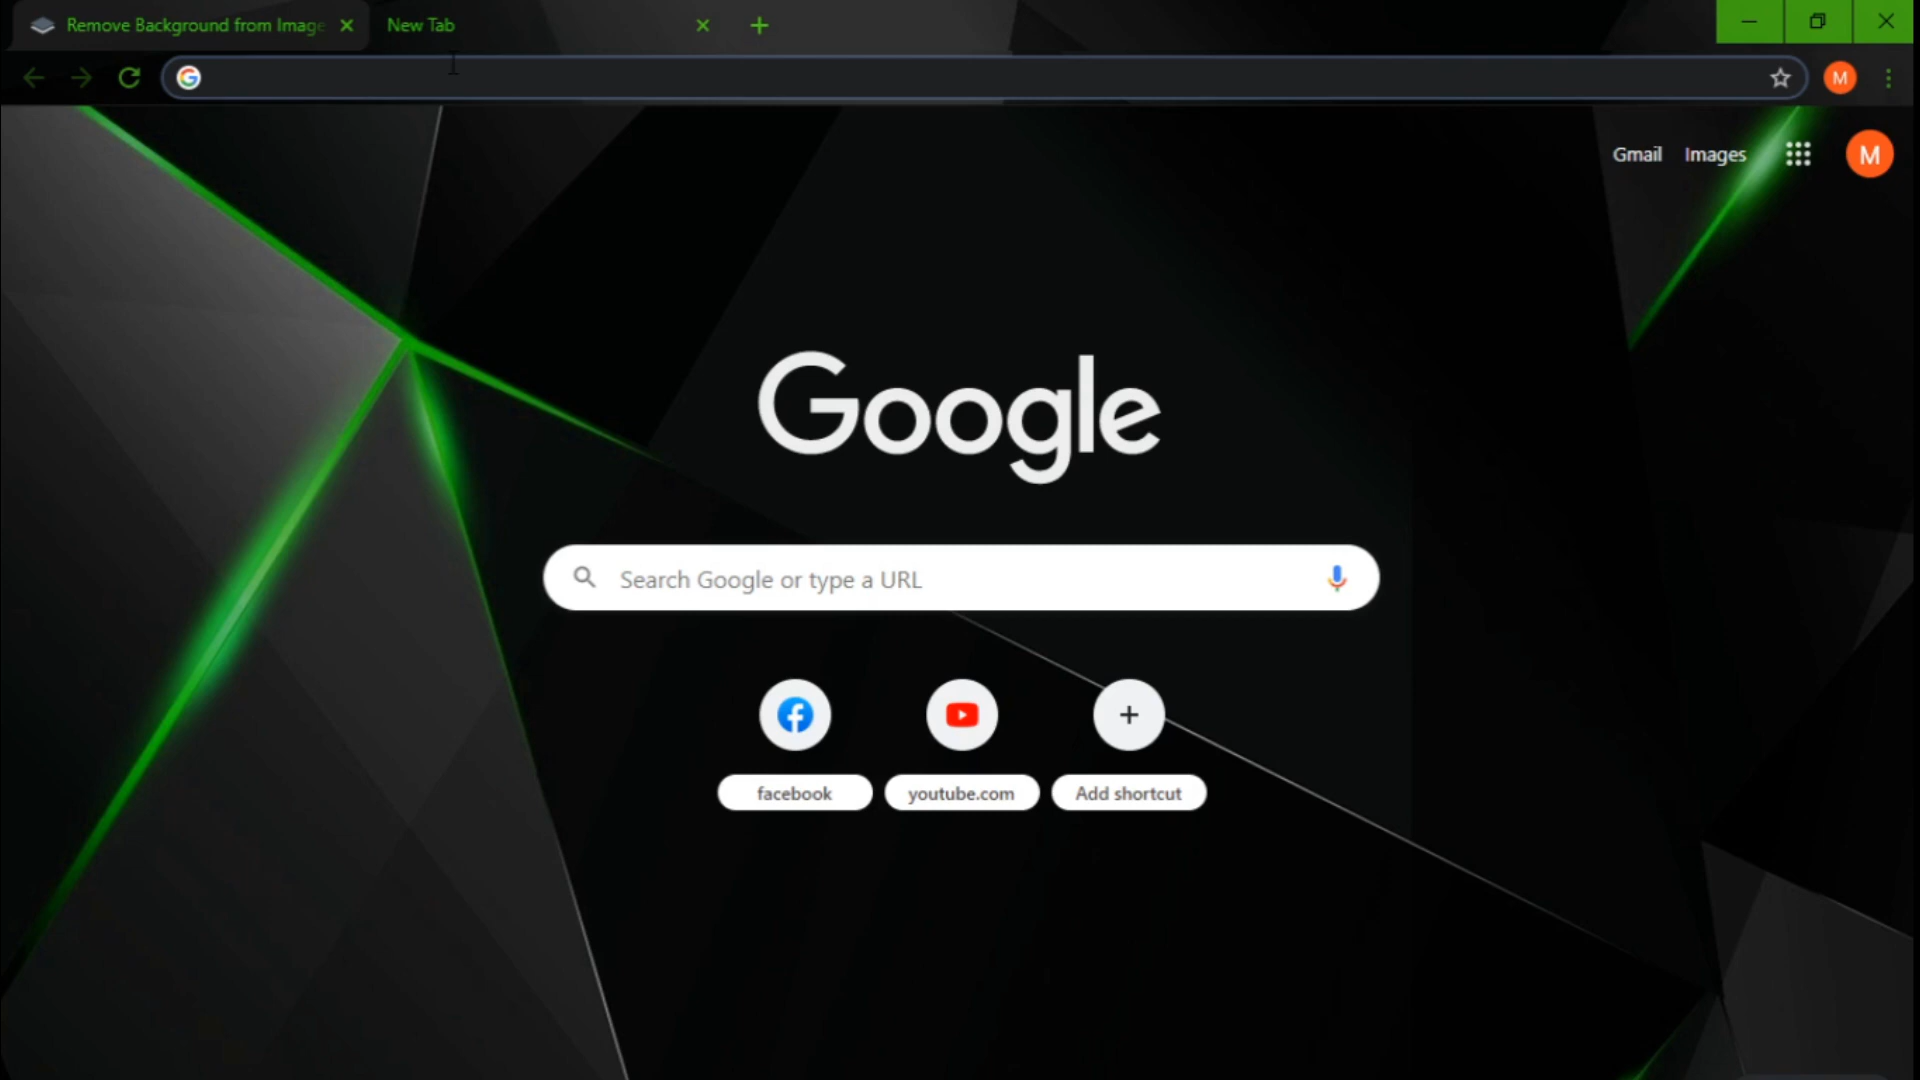 Remove Background from Image
New Tab
M
Gmail
Images
M
Google
Search Google or type a URL
facebook
youtube.com
Add shortcut